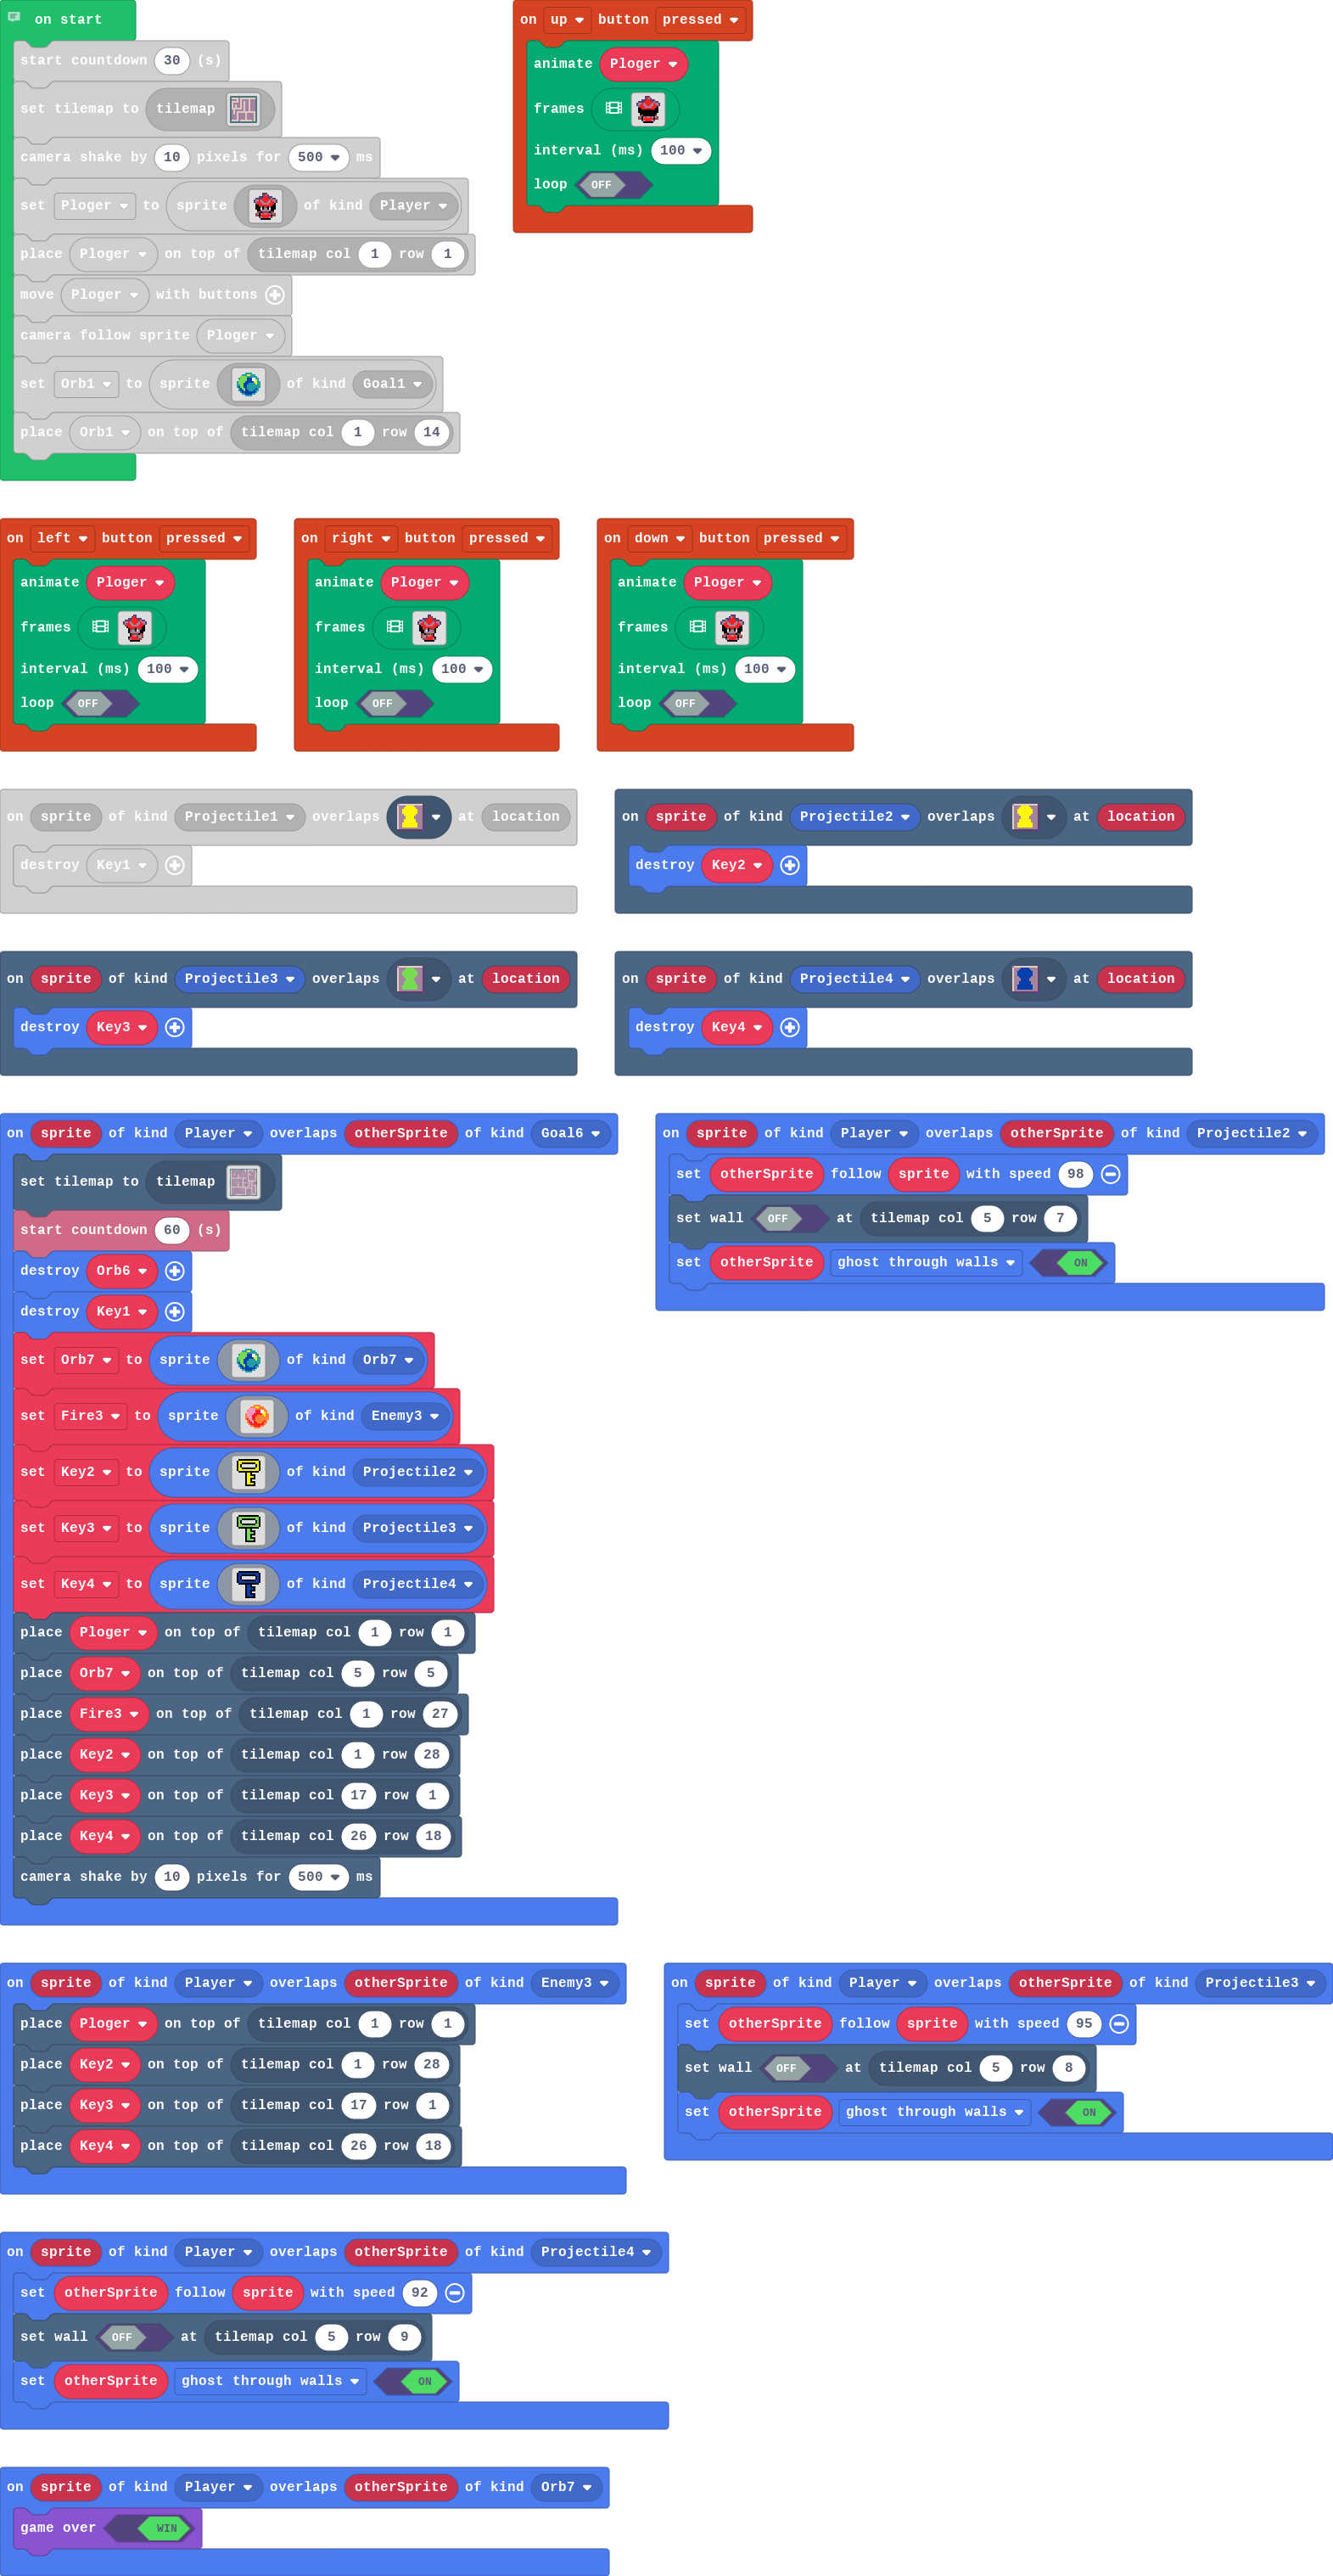 on start
start countdown 30 (s)
set tilemap to tilemap
camera shake by 10 pixels for 500 ms
set Ploger to sprite of kind Player
place Ploger on top of tilemap col 1 row 1
move Ploger with buttons
camera follow sprite Ploger
set Orb1 to sprite of kind Goal1
place Orb1 on top of tilemap col 1 row 14
on up button pressed
animate Ploger
frames
interval (ms) 100
loop OFF
on left button pressed
animate Ploger
frames
interval (ms) 100
loop OFF
on right button pressed
animate Ploger
frames
interval (ms) 100
loop OFF
on down button pressed
animate Ploger
frames
interval (ms) 100
loop OFF
on sprite of kind Projectile1 overlaps at location
destroy Key1
on sprite of kind Projectile2 overlaps at location
destroy Key2
on sprite of kind Projectile3 overlaps at location
destroy Key3
on sprite of kind Projectile4 overlaps at location
destroy Key4
on sprite of kind Player overlaps otherSprite of kind Goal6
set tilemap to tilemap
start countdown 60 (s)
destroy Orb6
destroy Key1
set Orb7 to sprite of kind Orb7
set Fire3 to sprite of kind Enemy3
set Key2 to sprite of kind Projectile2
set Key3 to sprite of kind Projectile3
set Key4 to sprite of kind Projectile4
place Ploger on top of tilemap col 1 row 1
place Orb7 on top of tilemap col 5 row 5
place Fire3 on top of tilemap col 1 row 27
place Key2 on top of tilemap col 1 row 28
place Key3 on top of tilemap col 17 row 1
place Key4 on top of tilemap col 26 row 18
camera shake by 10 pixels for 500 ms
on sprite of kind Player overlaps otherSprite of kind Projectile2
set otherSprite follow sprite with speed 98
set wall OFF at tilemap col 5 row 7
set otherSprite ghost through walls ON
on sprite of kind Player overlaps otherSprite of kind Enemy3
place Ploger on top of tilemap col 1 row 1
place Key2 on top of tilemap col 1 row 28
place Key3 on top of tilemap col 17 row 1
place Key4 on top of tilemap col 26 row 18
on sprite of kind Player overlaps otherSprite of kind Projectile3
set otherSprite follow sprite with speed 95
set wall OFF at tilemap col 5 row 8
set otherSprite ghost through walls ON
on sprite of kind Player overlaps otherSprite of kind Projectile4
set otherSprite follow sprite with speed 92
set wall OFF at tilemap col 5 row 9
set otherSprite ghost through walls ON
on sprite of kind Player overlaps otherSprite of kind Orb7
game over WIN